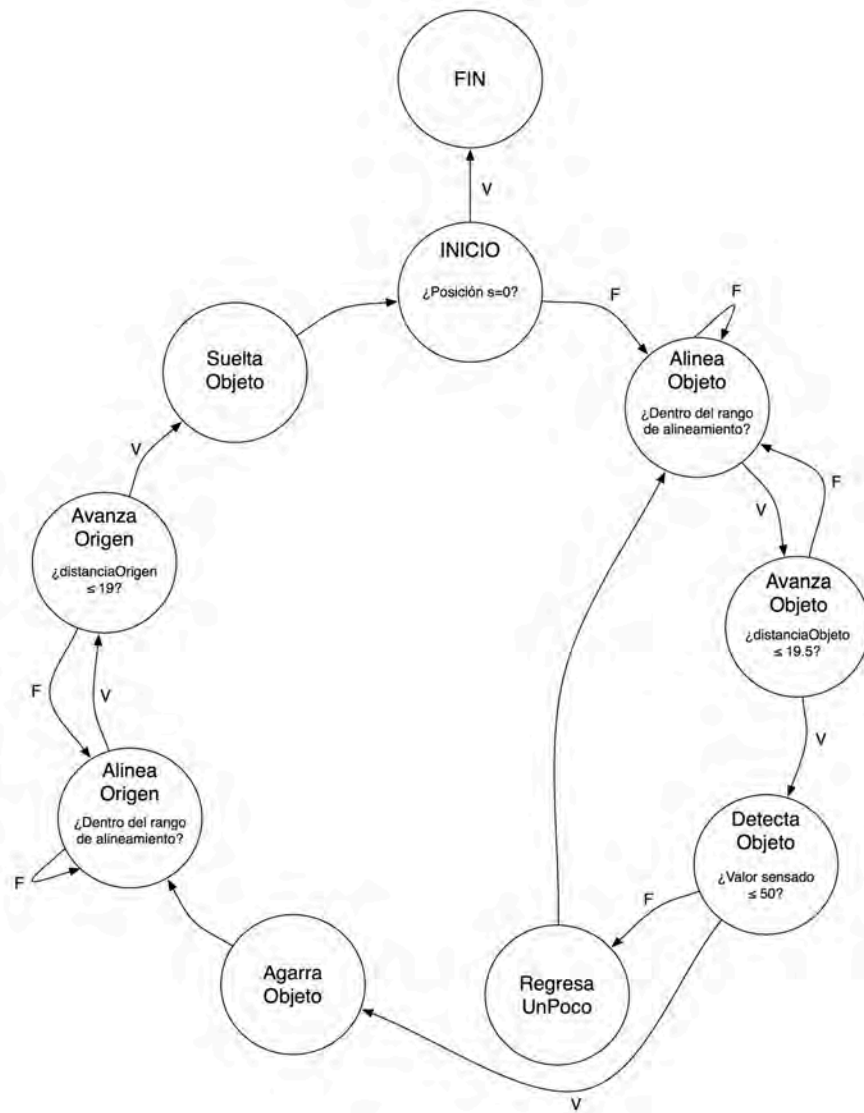 FIN
V
INICIO
¿Posición s=0?
F
F
Alinea
Objeto
¿Dentro del rango
de alineamiento?
V
F
Avanza
Objeto
¿distanciaObjeto
≤ 19.5?
V
Detecta
Objeto
¿Valor sensado
≤ 50?
F
V
Regresa
UnPoco
Agarra
Objeto
Alinea
Origen
¿Dentro del rango
de alineamiento?
F
V
F
Avanza
Origen
¿distanciaOrigen
≤ 19?
V
Suelta
Objeto